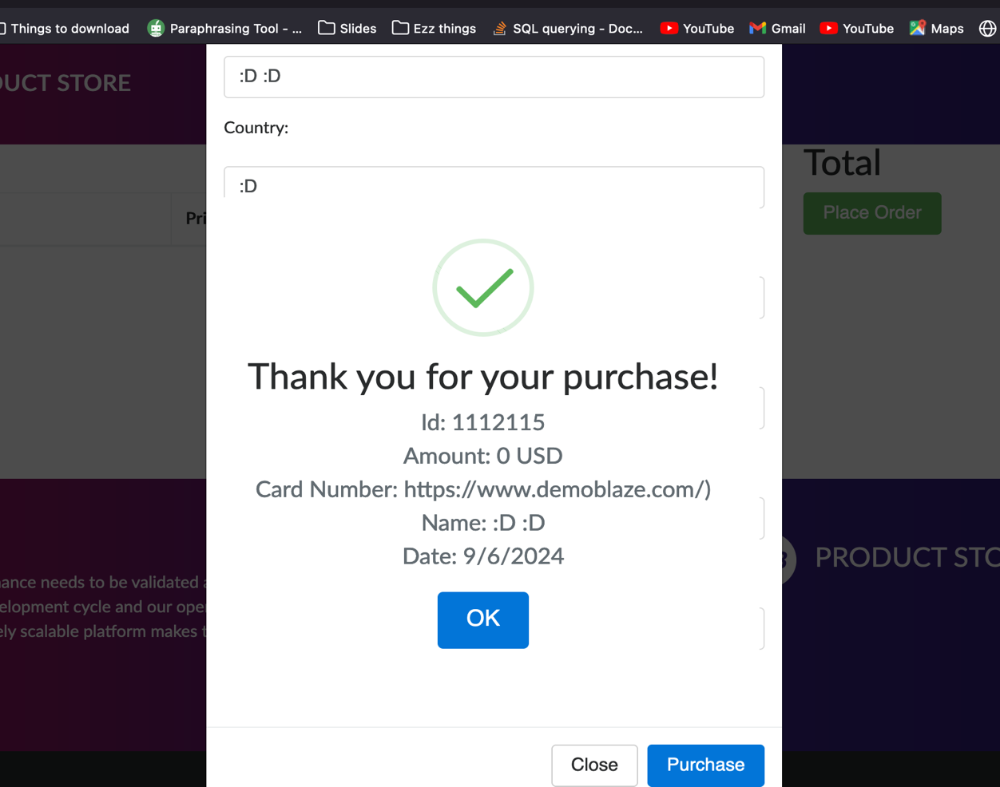 Things to download
Paraphrasing Tool - ...
Slides
Ezz things
SQL querying - Doc...
YouTube
Gmail
YouTube
Maps
DUCT STORE
:D :D
Country:
:D
Total
Place Order
Pri
Thank you for your purchase!
Id: 1112115
Amount: 0 USD
Card Number: https://www.demoblaze.com/)
Name: :D :D
Date: 9/6/2024
OK
PRODUCT STO
ance needs to be validated
elopment cycle and our ope
ely scalable platform makes t
Close
Purchase